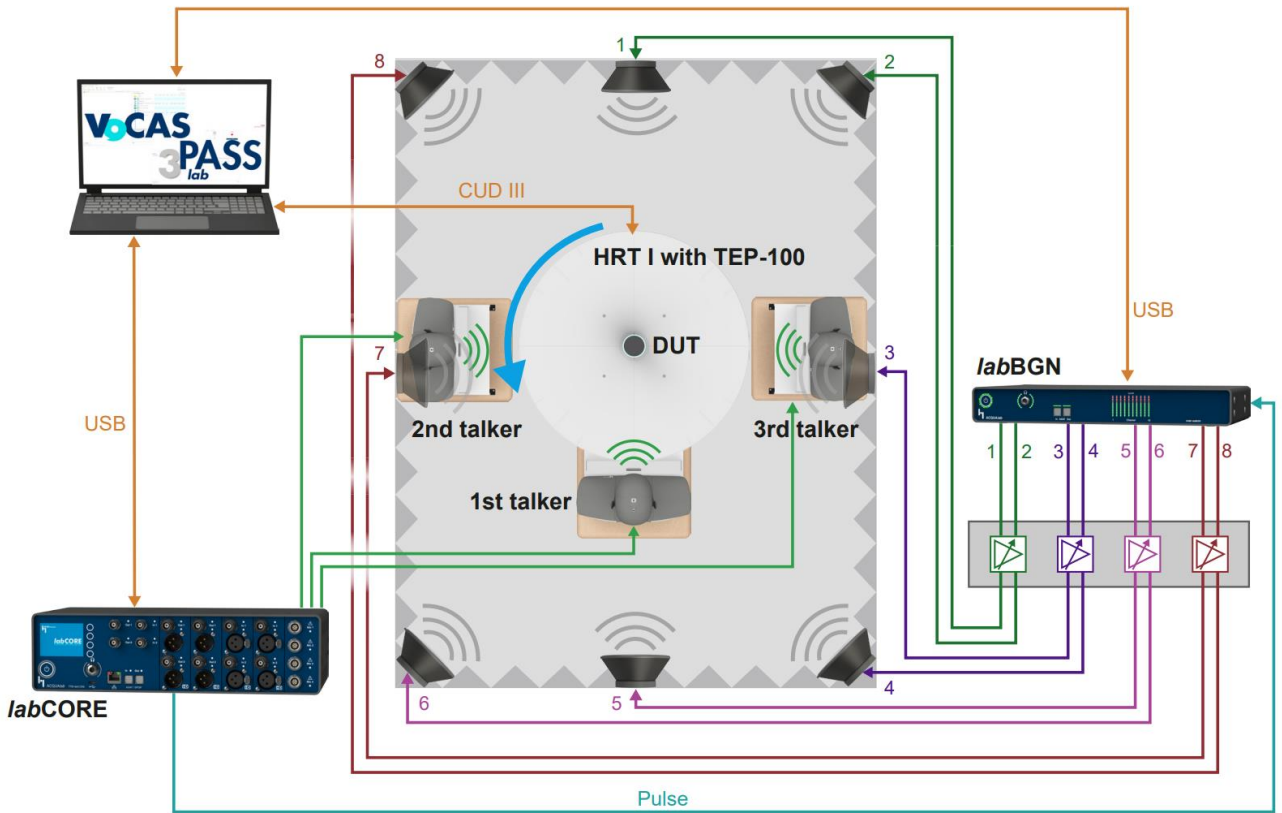 1
2
8
VoCAS
3PASS
lab
CUD III
HRT I with TEP-100
DUT
7
3
USB
2nd talker
3rd talker
labBGN
USB
1 2 3 4 5 6 7 8
1st talker
labCORE
labCORE
6
5
4
Pulse